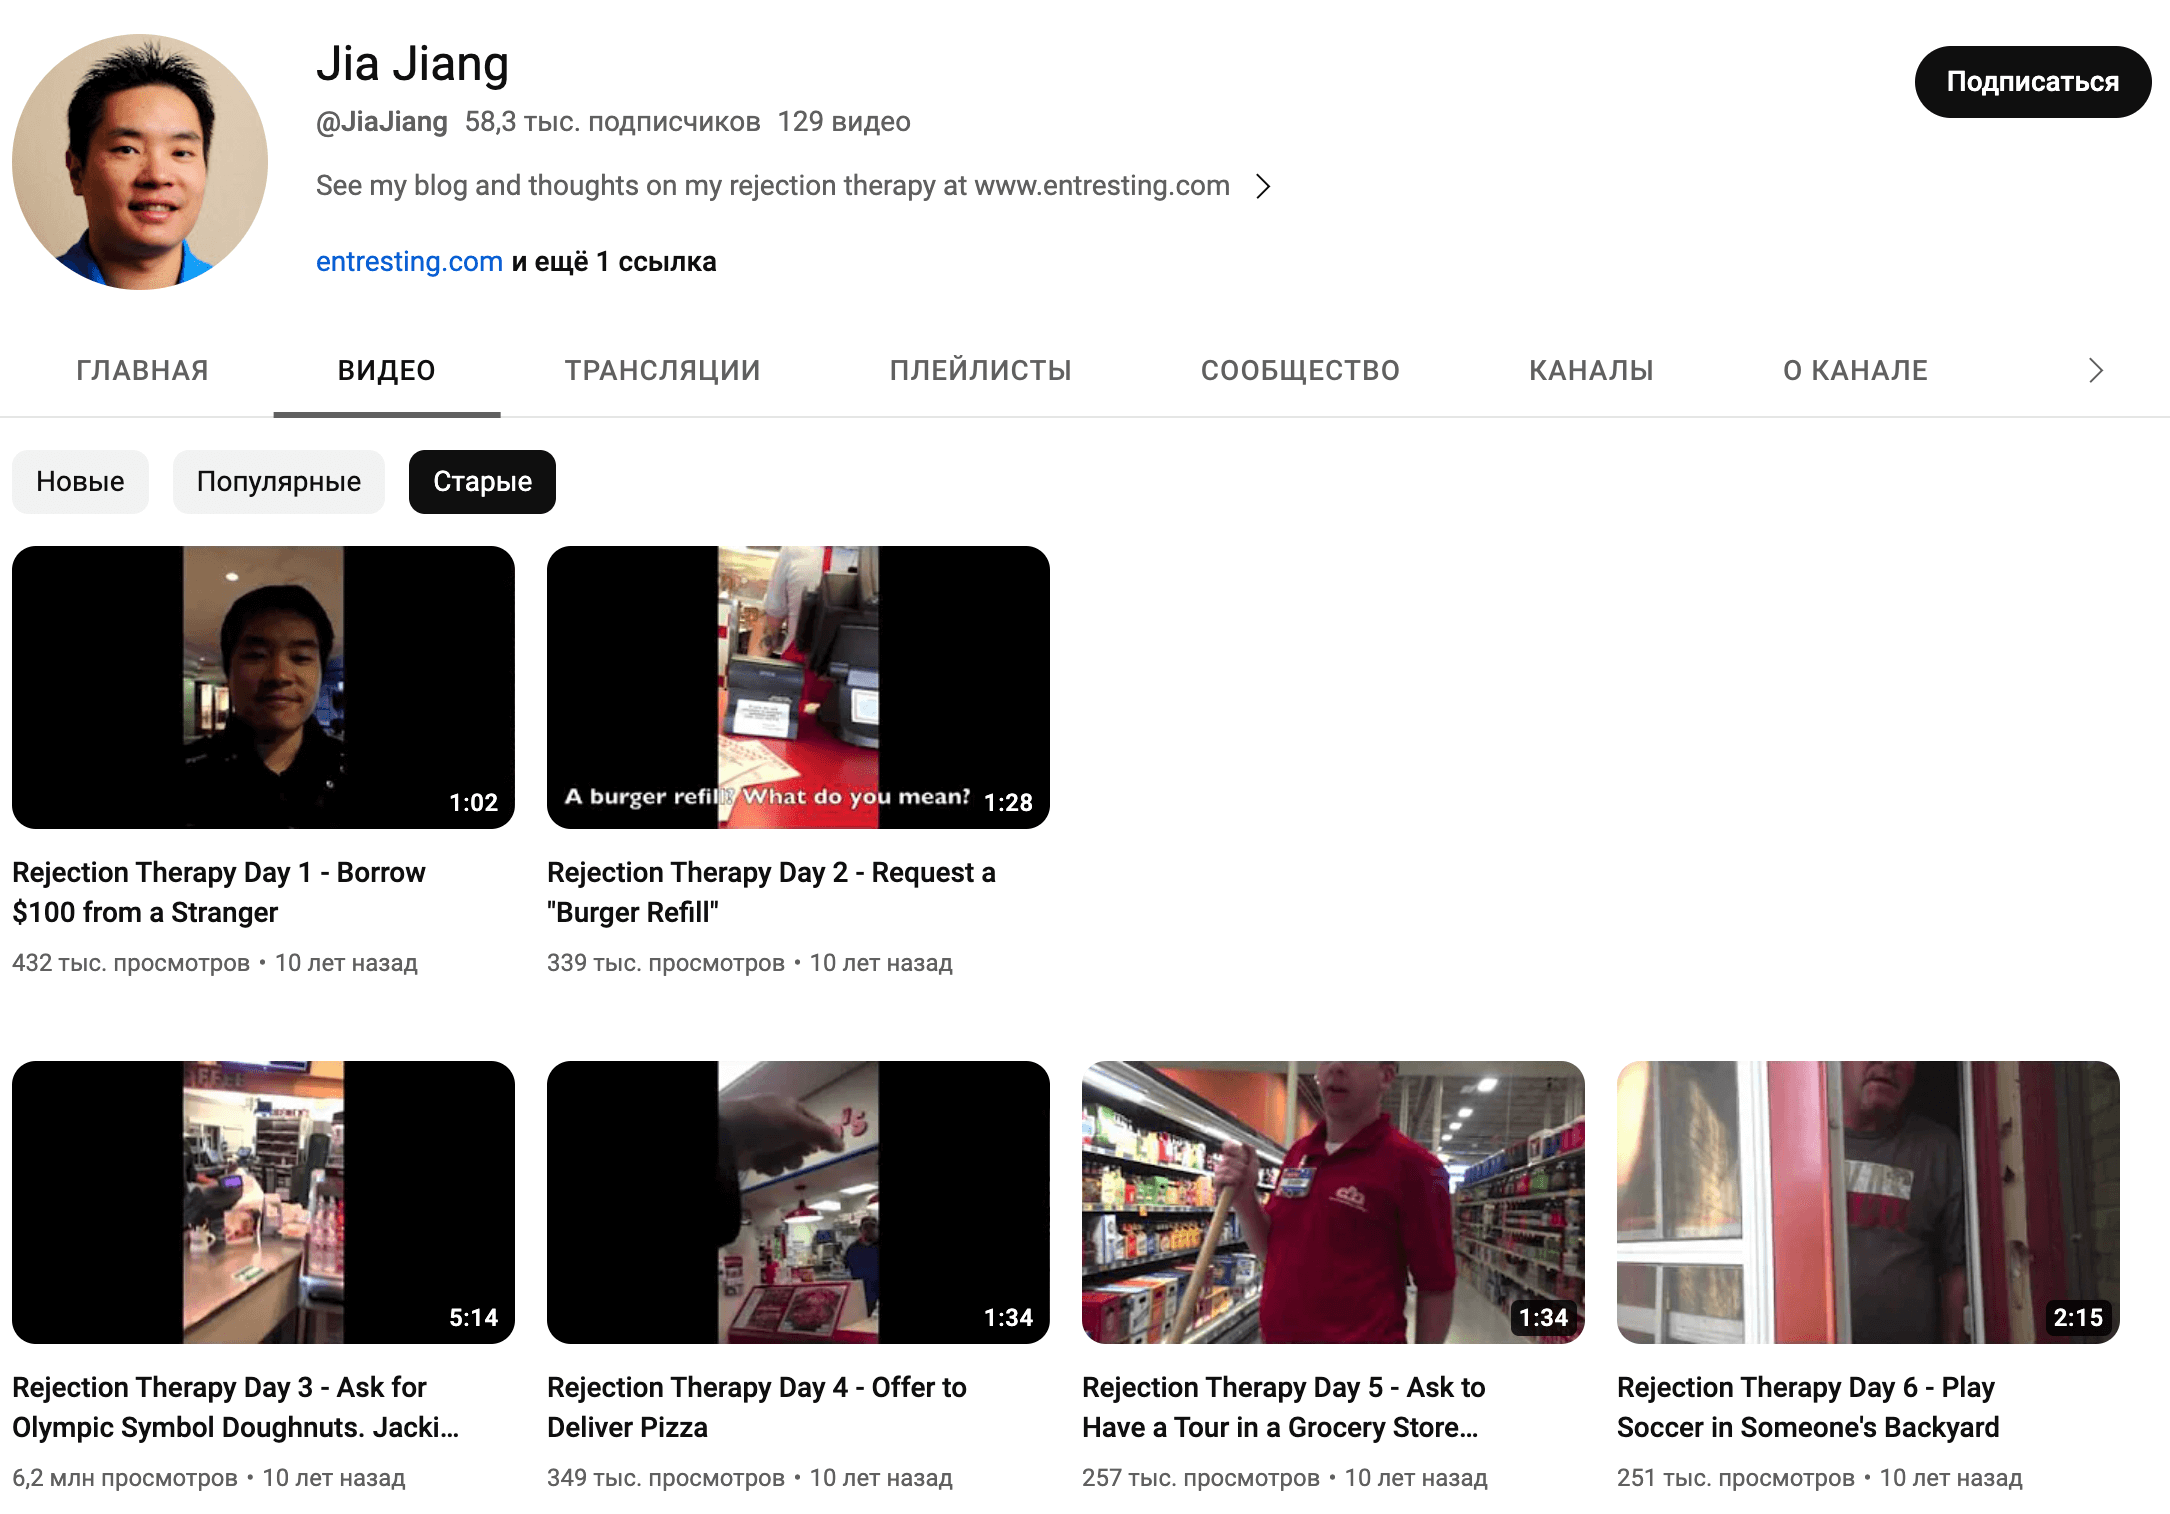 Jia Jiang
Подписаться
@JiaJiang 58,3 тыс. подписчиков 129 видео
See my blog and thoughts on my rejection therapy at www.entresting.com
entresting.com и ещё 1 ссылка
ГЛАВНАЯ ВИДЕО ТРАНСЛЯЦИИ ПЛЕЙЛИСТЫ СООБЩЕСТВО КАНАЛЫ О КАНАЛЕ
Новые Популярные Старые
1:02
A burger refill? What do you mean? 1:28
Rejection Therapy Day 1 - Borrow
$100 from a Stranger
432 тыс. просмотров • 10 лет назад
Rejection Therapy Day 2 - Request a
"Burger Refill"
339 тыс. просмотров • 10 лет назад
5:14
1:34
1:34
2:15
Rejection Therapy Day 3 - Ask for
Olympic Symbol Doughnuts. Jacki...
6,2 млн просмотров • 10 лет назад
Rejection Therapy Day 4 - Offer to
Deliver Pizza
349 тыс. просмотров • 10 лет назад
Rejection Therapy Day 5 - Ask to
Have a Tour in a Grocery Store...
257 тыс. просмотров • 10 лет назад
Rejection Therapy Day 6 - Play
Soccer in Someone's Backyard
251 тыс. просмотров • 10 лет назад